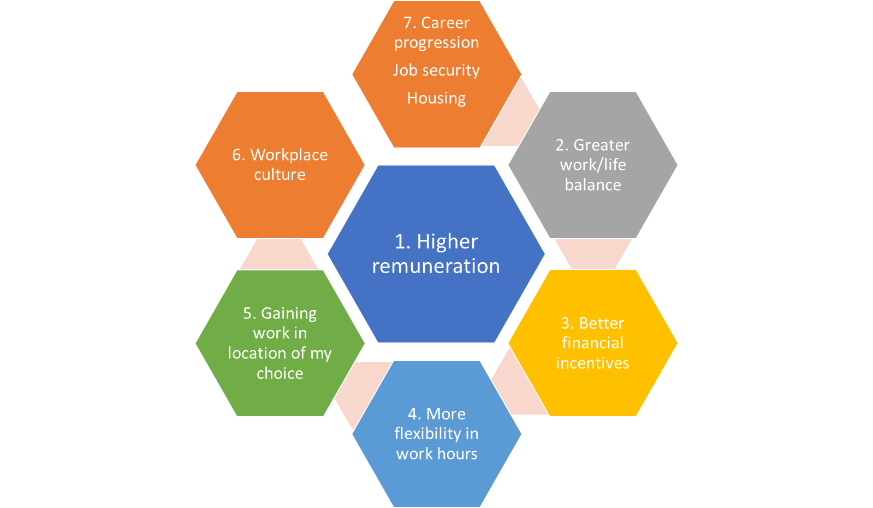 7. Career
progression
Job security
Housing
6. Workplace
culture
2. Greater
work/life
balance
1. Higher
remuneration
5. Gaining
work in
location of my
choice
3. Better
financial
incentives
4. More
flexibility in
work hours